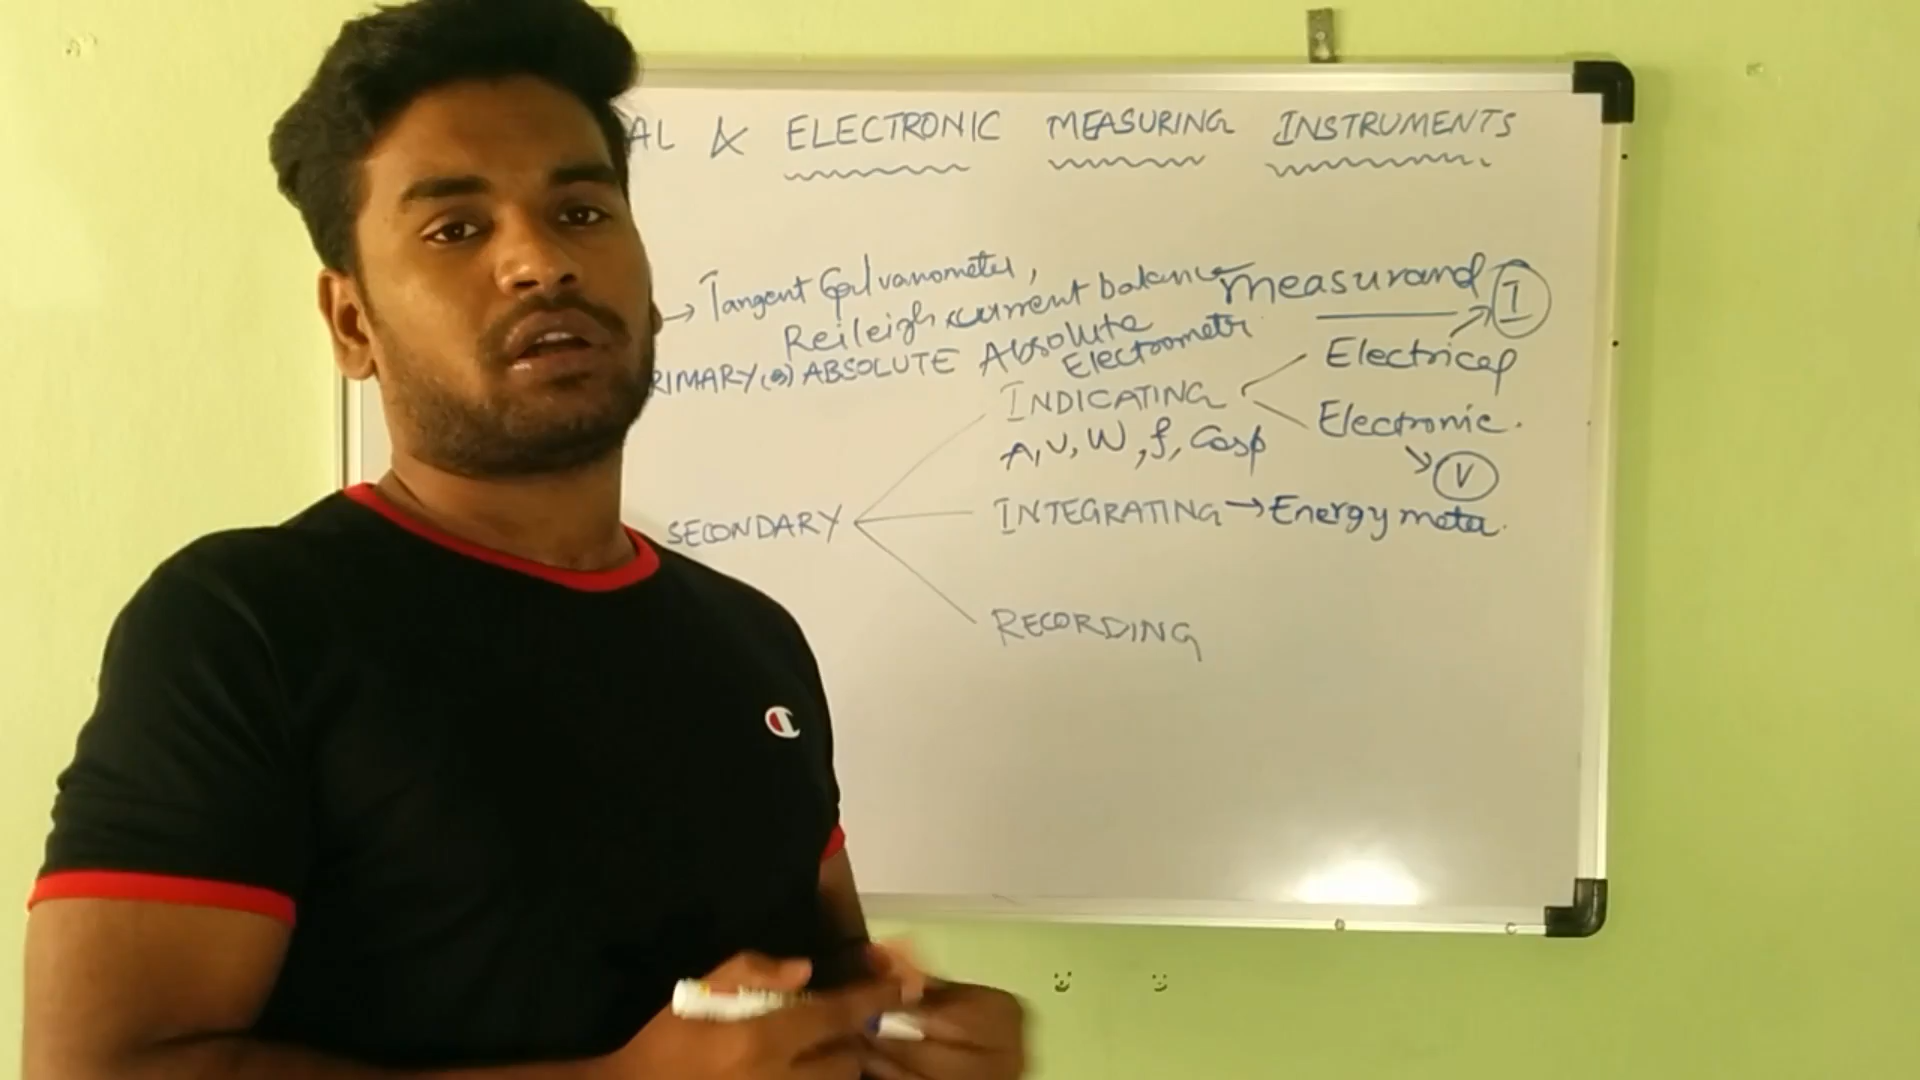 AL & ELECTRONIC MEASURING INSTRUMENTS
→ Tangent Galvanometer,
Reileigh current balance
measurand
I
RIMARY (or) ABSOLUTE
Absolute
Electrometr
Electrical
INDICATING
A, V, W, f, Cosϕ
Electronic.
V
SECONDARY
INTEGRATING → Energy meter.
RECORDING